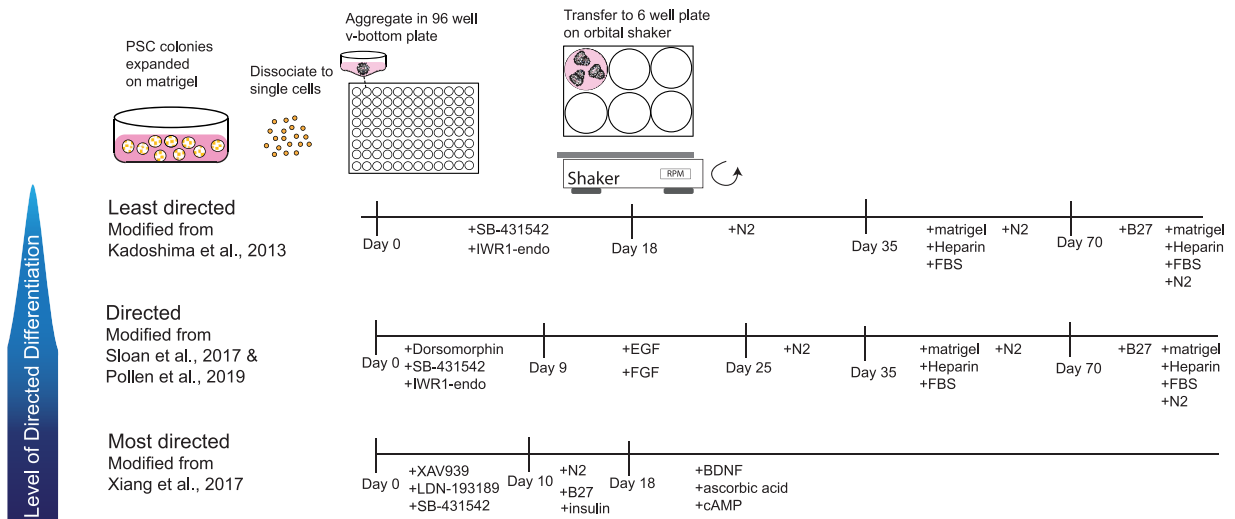 PSC colonies
expanded
on matrigel
Dissociate to
single cells
Aggregate in 96 well
v-bottom plate
Transfer to 6 well plate
on orbital shaker
Shaker
RPM
Level of Directed Differentiation
Least directed
Modified from
Kadoshima et al., 2013
Day 0
+SB-431542
+IWR1-endo
Day 18
+N2
Day 35
+matrigel
+Heparin
+FBS
+N2
Day 70
+B27
+matrigel
+Heparin
+FBS
+N2
Directed
Modified from
Sloan et al., 2017 &
Pollen et al., 2019
Day 0
+Dorsomorphin
+SB-431542
+IWR1-endo
Day 9
+EGF
+FGF
Day 25
+N2
Day 35
+matrigel
+Heparin
+FBS
+N2
Day 70
+B27
+matrigel
+Heparin
+FBS
+N2
Most directed
Modified from
Xiang et al., 2017
Day 0
+XAV939
+LDN-193189
+SB-431542
Day 10
+N2
+B27
+insulin
Day 18
+BDNF
+ascorbic acid
+cAMP